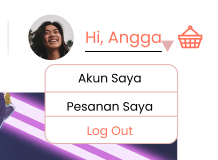 Hi, Angga
Akun Saya
Pesanan Saya
Log Out